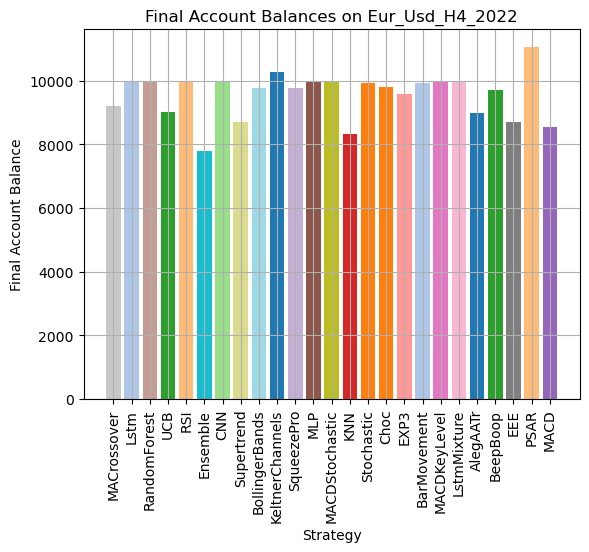 Final Account Balances on Eur_Usd_H4_2022
Final Account Balance
10000
8000
6000
4000
2000
0
MACrossover
Lstm
RandomForest
UCB
RSI
Ensemble
CNN
Supertrend
BollingerBands
KeltnerChannels
SqueezePro
MLP
MACDStochastic
KNN
Stochastic
Choc
EXP3
BarMovement
MACDKeyLevel
LstmMixture
AlegAATr
BeepBoop
EEE
PSAR
MACD
Strategy